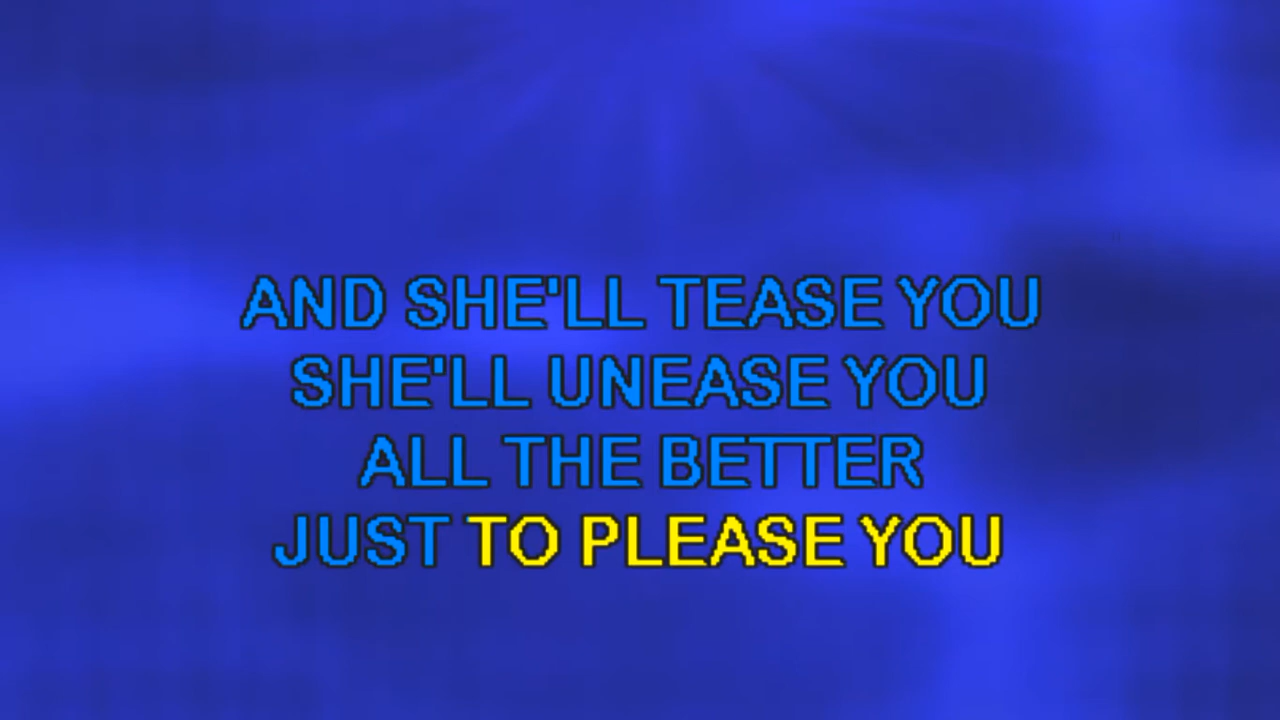 AND SHE'LL TEASE YOU
SHE'LL UNEASE YOU
ALL THE BETTER
JUST TO PLEASE YOU